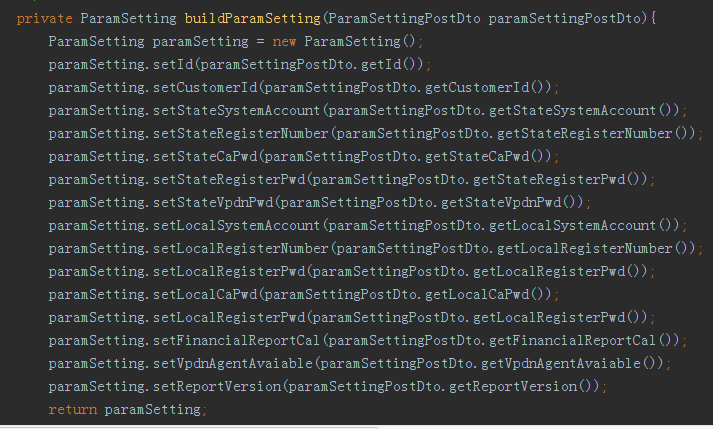 private ParamSetting buildParamSetting(ParamSettingPostDto paramSettingPostDto){
ParamSetting paramSetting = new ParamSetting();
paramSetting.setId(paramSettingPostDto.getId());
paramSetting.setCustomerId(paramSettingPostDto.getCustomerId());
paramSetting.setStateSystemAccount(paramSettingPostDto.getStateSystemAccount());
paramSetting.setStateRegisterNumber(paramSettingPostDto.getStateRegisterNumber());
paramSetting.setStateCaPwd(paramSettingPostDto.getStateCaPwd());
paramSetting.setStateRegisterPwd(paramSettingPostDto.getStateRegisterPwd());
paramSetting.setStateVpdnPwd(paramSettingPostDto.getStateVpdnPwd());
paramSetting.setLocalSystemAccount(paramSettingPostDto.getLocalSystemAccount());
paramSetting.setLocalRegisterNumber(paramSettingPostDto.getLocalRegisterNumber());
paramSetting.setLocalRegisterPwd(paramSettingPostDto.getLocalRegisterPwd());
paramSetting.setLocalCaPwd(paramSettingPostDto.getLocalCaPwd());
paramSetting.setLocalRegisterPwd(paramSettingPostDto.getLocalRegisterPwd());
paramSetting.setFinancialReportCal(paramSettingPostDto.getFinancialReportCal());
paramSetting.setVpdnAgentAvaiable(paramSettingPostDto.getVpdnAgentAvaiable());
paramSetting.setReportVersion(paramSettingPostDto.getReportVersion());
return paramSetting;